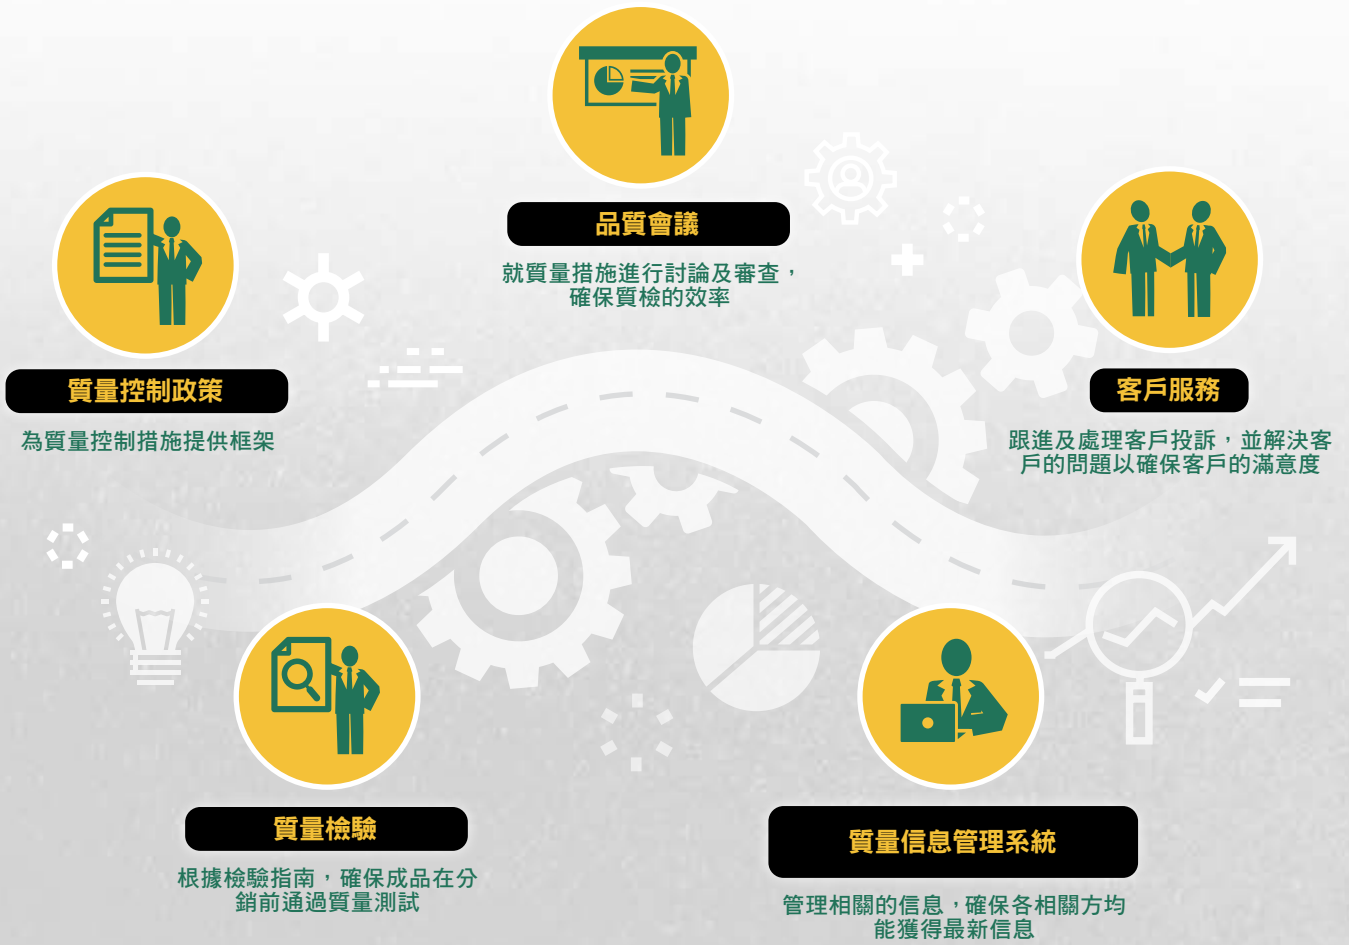 品質會議
就質量措施進行討論及審查，
確保質檢的效率
質量控制政策
為質量控制措施提供框架
客戶服務
跟進及處理客戶投訴，並解決客
戶的問題以確保客戶的滿意度
質量檢驗
根據檢驗指南，確保成品在分
銷前通過質量測試
質量信息管理系統
管理相關的信息，確保各相關方均
能獲得最新信息